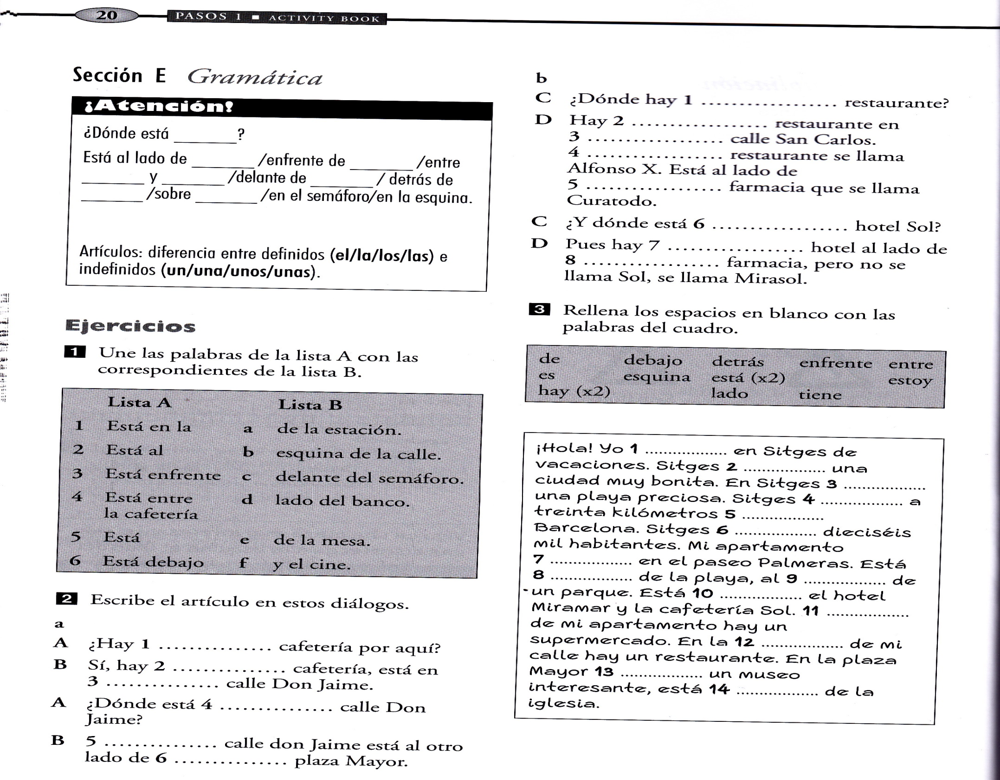 20
PASOS 1 ■ ACTIVITY BOOK
Sección E Gramática
¡Atención!
¿Dónde está ________?
Está al lado de ________/enfrente de ________/entre
________ y ________/delante de ________/ detrás de
________/sobre ________/en el semáforo/en la esquina.
Artículos: diferencia entre definidos (el/la/los/las) e
indefinidos (un/una/unos/unas).
Ejercicios
1 Une las palabras de la lista A con las
correspondientes de la lista B.
Lista A Lista B
1 Está en la a de la estación.
2 Está al b esquina de la calle.
3 Está enfrente c delante del semáforo.
4 Está entre d lado del banco.
la cafetería
5 Está e de la mesa.
6 Está debajo f y el cine.
2 Escribe el artículo en estos diálogos.
a
A ¿Hay 1 ............... cafetería por aquí?
B Sí, hay 2 ............... cafetería, está en
3 ............... calle Don Jaime.
A ¿Dónde está 4 ............... calle Don
Jaime?
B 5 ............... calle don Jaime está al otro
lado de 6 ............... plaza Mayor.
b
C ¿Dónde hay 1 .................. restaurante?
D Hay 2 .................. restaurante en
3 .................. calle San Carlos.
4 .................. restaurante se llama
Alfonso X. Está al lado de
5 .................. farmacia que se llama
Curatodo.
C ¿Y dónde está 6 .................. hotel Sol?
D Pues hay 7 .................. hotel al lado de
8 .................. farmacia, pero no se
llama Sol, se llama Mirasol.
3 Rellena los espacios en blanco con las
palabras del cuadro.
de debajo detrás enfrente entre
es esquina está (x2) estoy
hay (x2) lado tiene
¡Hola! Yo 1 .................. en Sitges de
vacaciones. Sitges 2 .................. una
ciudad muy bonita. En Sitges 3 ..................
una playa preciosa. Sitges 4 .................. a
treinta kilómetros 5 ..................
Barcelona. Sitges 6 .................. dieciséis
mil habitantes. Mi apartamento
7 .................. en el paseo Palmeras. Está
8 .................. de la playa, al 9 .................. de
un parque. Está 10 .................. el hotel
Miramar y la cafetería Sol. 11 ..................
de mi apartamento hay un
supermercado. En la 12 .................. de mi
calle hay un restaurante. En la plaza
Mayor 13 .................. un museo
interesante, está 14 .................. de la
iglesia.